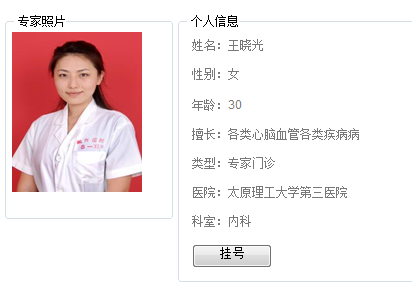 专家照片
个人信息
姓名：王晓光
性别：女
年龄：30
擅长：各类心脑血管各类疾病病
类型：专家门诊
医院：太原理工大学第三医院
科室：内科
挂号